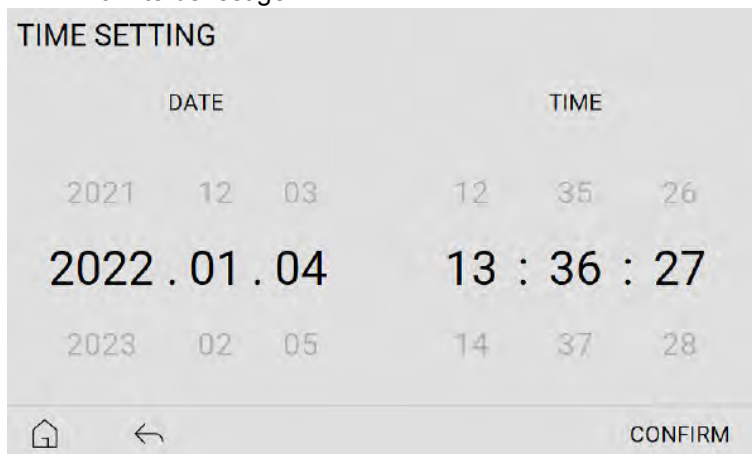 TIME SETTING
DATE TIME
2021 12 03 12 35 26
2022 . 01 . 04 13 : 36 : 27
2023 02 05 14 37 28
CONFIRM